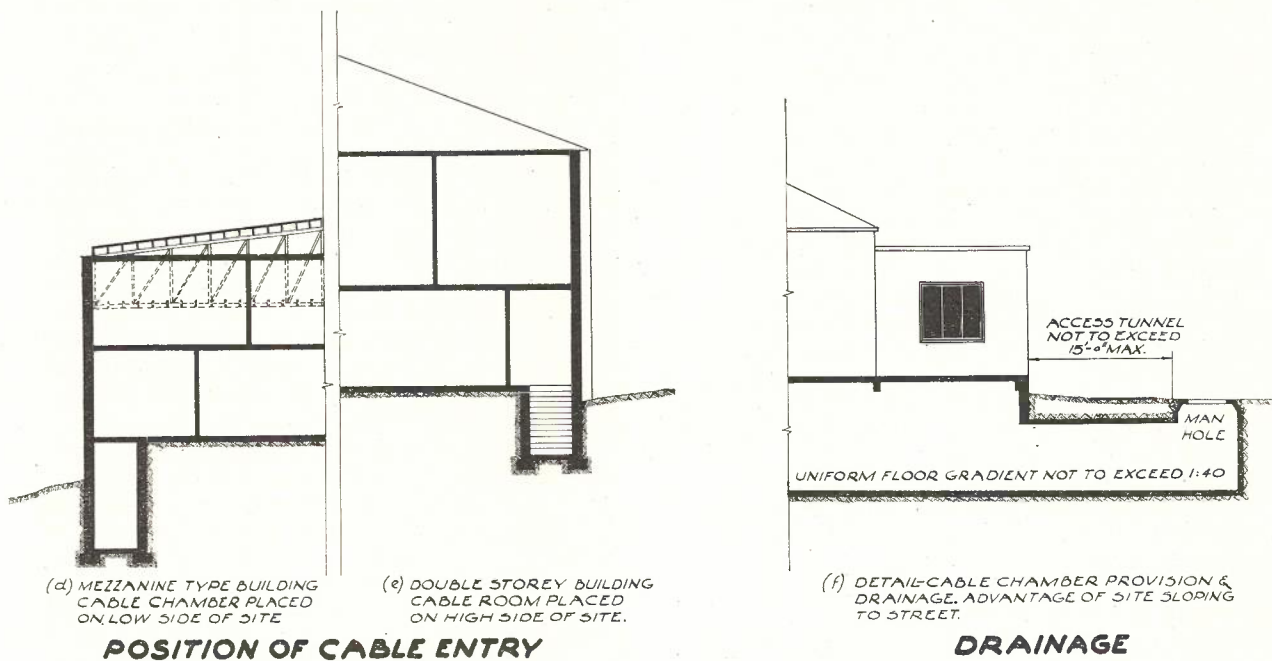 ACCESS TUNNEL
NOT TO EXCEED
15'-0" MAX.
MAN
HOLE
UNIFORM FLOOR GRADIENT NOT TO EXCEED 1:40
(d) MEZZANINE TYPE BUILDING
CABLE CHAMBER PLACED
ON LOW SIDE OF SITE
(e) DOUBLE STOREY BUILDING
CABLE ROOM PLACED
ON HIGH SIDE OF SITE.
(f) DETAIL-CABLE CHAMBER PROVISION &
DRAINAGE. ADVANTAGE OF SITE SLOPING
TO STREET.
POSITION OF CABLE ENTRY
DRAINAGE